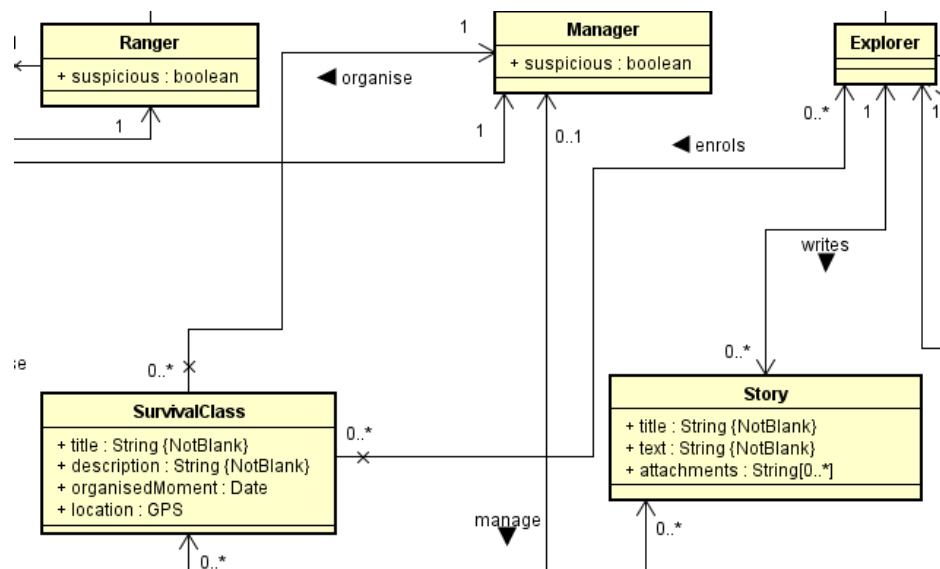 Ranger
+ suspicious : boolean
1
1
Manager
+ suspicious : boolean
organise
1
0..1
Explorer
0..*
1
1
enrols
writes
se
0..*
SurvivalClass
+ title : String {NotBlank}
+ description : String {NotBlank}
+ organisedMoment : Date
+ location : GPS
0..*
0..*
Story
+ title : String {NotBlank}
+ text : String {NotBlank}
+ attachments : String[0..*]
manage
0..*
0..*